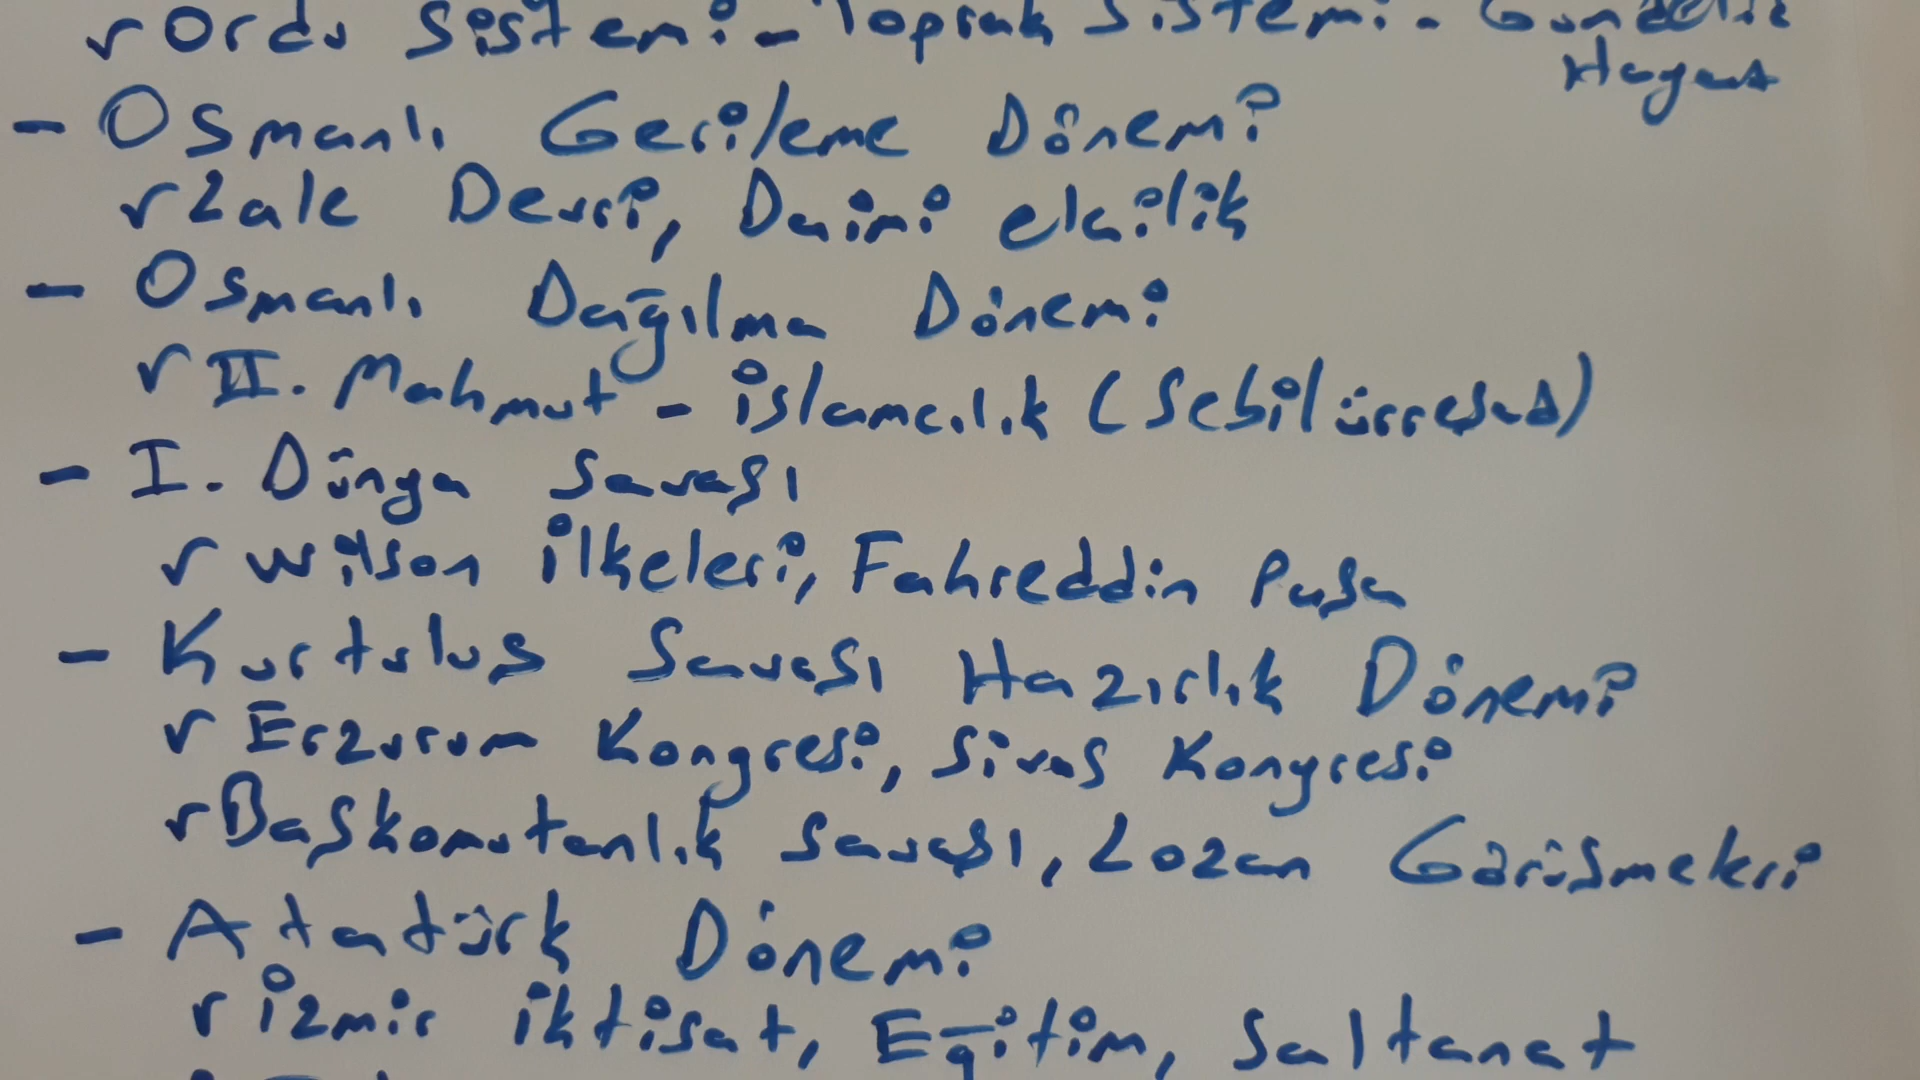 ✓ Ordu Sistemi - Toprak Sistemi - Gündelik
Hayat
- Osmanlı Gerileme Dönemi
✓ Lale Devri, Daimi elçilik
- Osmanlı Dağılma Dönemi
✓ II. Mahmut - İslamcılık (Sebilürreşad)
- I. Dünya Savaşı
✓ Wilson İlkeleri, Fahreddin Paşa
- Kurtuluş Savaşı Hazırlık Dönemi
✓ Erzurum Kongresi, Sivas Kongresi
✓ Başkomutanlık Savaşı, Lozan Görüşmeleri
- Atatürk Dönemi
✓ İzmir İktisat, Eğitim, Saltanat